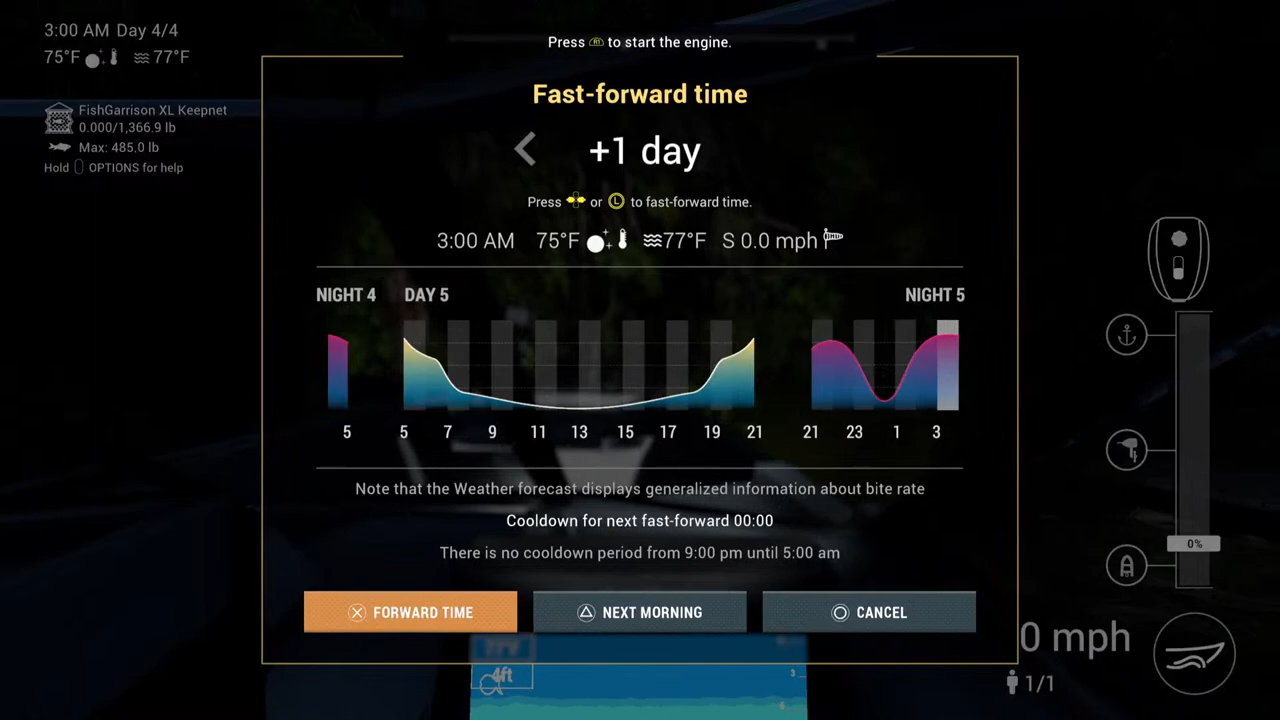 3:00 AM Day 4/4
75°F 77°F
FishGarrison XL Keepnet
0.000/1,366.9 lb
Max: 485.0 lb
Hold OPTIONS for help
Press R1 to start the engine.
Fast-forward time
+1 day
Press or L to fast-forward time.
3:00 AM 75°F 77°F S 0.0 mph
NIGHT 4 DAY 5 NIGHT 5
5 5 7 9 11 13 15 17 19 21 21 23 1 3
Note that the Weather forecast displays generalized information about bite rate
Cooldown for next fast-forward 00:00
There is no cooldown period from 9:00 pm until 5:00 am
FORWARD TIME NEXT MORNING CANCEL
0%
0 mph
1/1
4ft
3
6